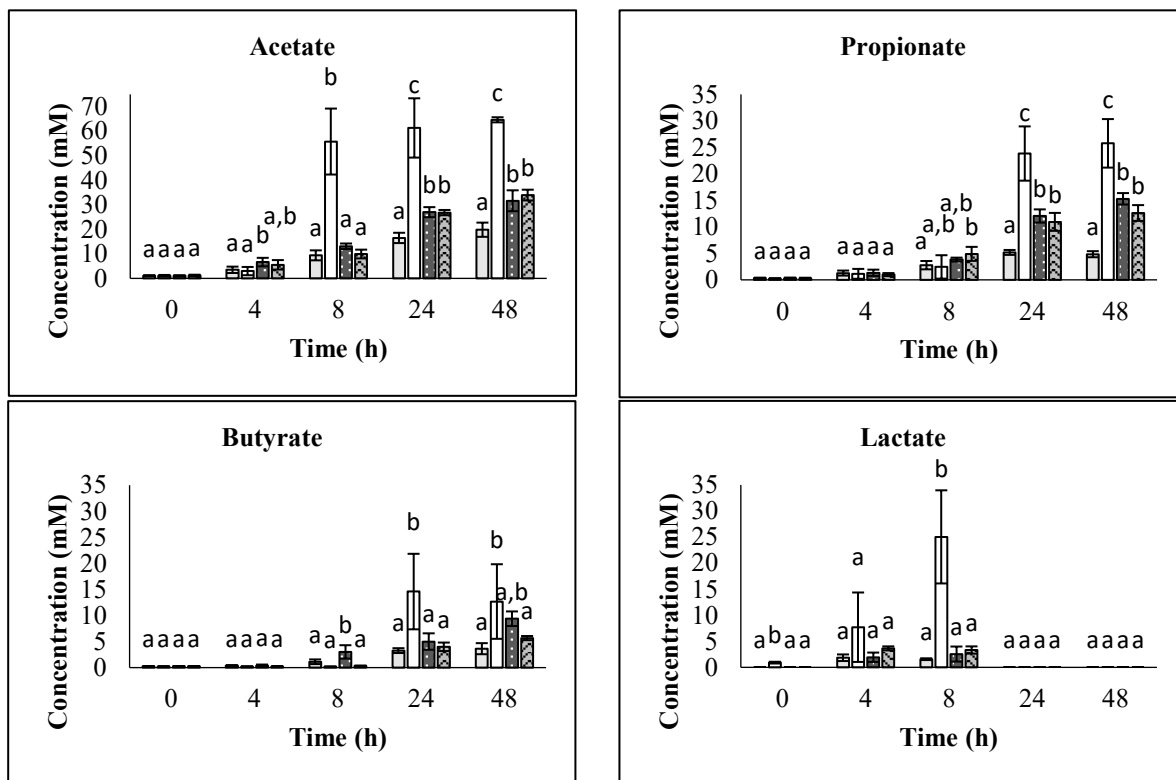 Acetate
Concentration (mM)
70
60
50
40
30
20
10
0
a a a a
a a b a,b
a b a a
a c b b
a c b b
0 4 8 24 48
Time (h)
Propionate
Concentration (mM)
35
30
25
20
15
10
5
0
a a a a
a a a a
a a,b a,b b
a c b b
a c b b
0 4 8 24 48
Time (h)
Butyrate
Concentration (mM)
35
30
25
20
15
10
5
0
a a a a
a a a a
a a b a
a b a a
a b a,b a
0 4 8 24 48
Time (h)
Lactate
Concentration (mM)
35
30
25
20
15
10
5
0
a b a a
a a a a
a b a a
a a a a
a a a a
0 4 8 24 48
Time (h)